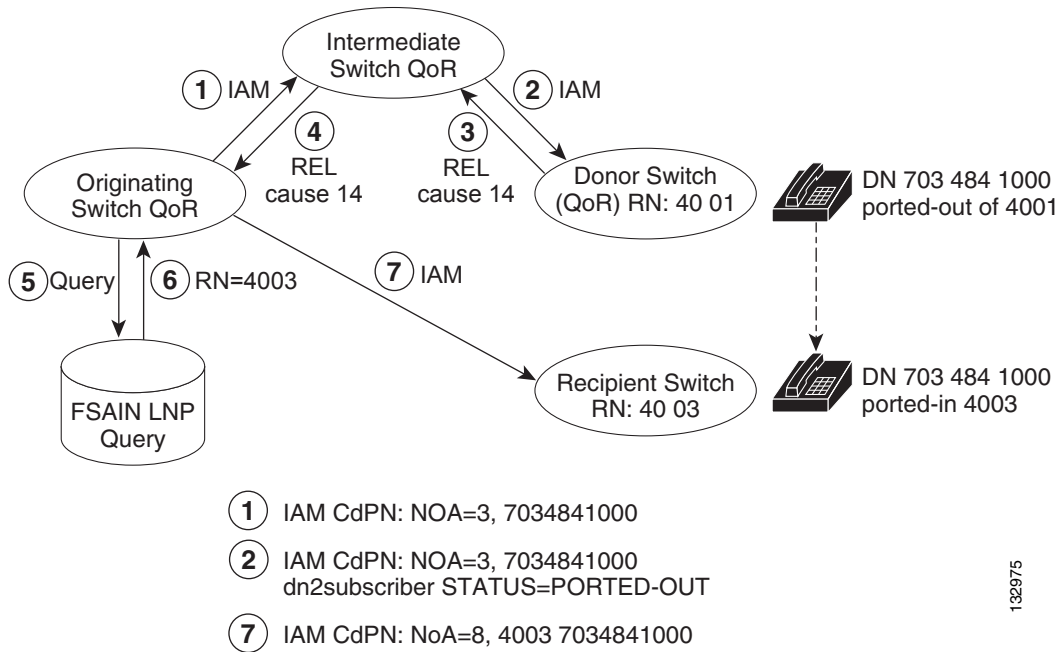 Intermediate
Switch QoR
1 IAM
2 IAM
4
REL
cause 14
3
REL
cause 14
Originating
Switch QoR
Donor Switch
(QoR) RN: 40 01
DN 703 484 1000
ported-out of 4001
5 Query
6 RN=4003
7 IAM
FSAIN LNP
Query
Recipient Switch
RN: 40 03
DN 703 484 1000
ported-in 4003
1 IAM CdPN: NOA=3, 7034841000
2 IAM CdPN: NOA=3, 7034841000
dn2subscriber STATUS=PORTED-OUT
7 IAM CdPN: NoA=8, 4003 7034841000
132975